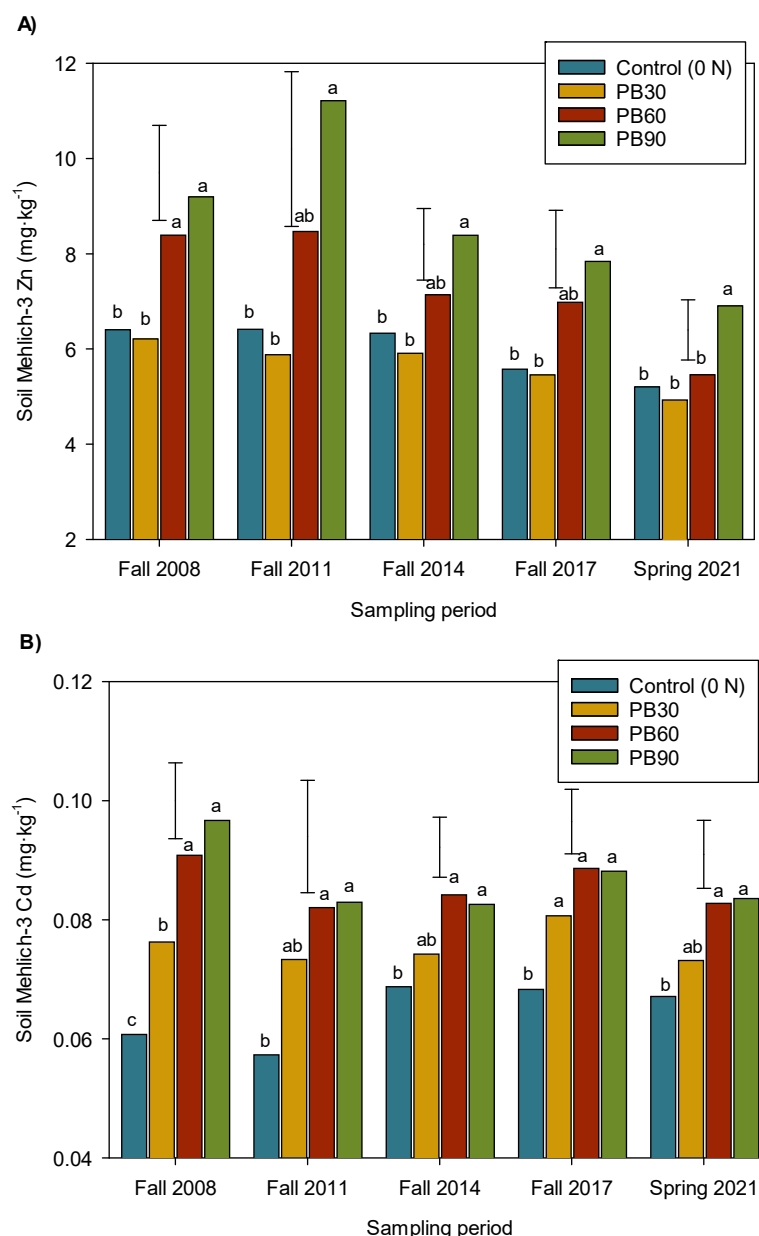 A)
Control (0 N)
PB30
PB60
PB90
Soil Mehlich-3 Zn (mg·kg⁻¹)
12
10
8
6
4
2
b b a a
b b ab a
b b ab a
b b ab a
b b b a
Fall 2008 Fall 2011 Fall 2014 Fall 2017 Spring 2021
Sampling period
B)
Control (0 N)
PB30
PB60
PB90
Soil Mehlich-3 Cd (mg·kg⁻¹)
0.12
0.10
0.08
0.06
0.04
c b a a
b ab a a
b ab a a
b a a a
b ab a a
Fall 2008 Fall 2011 Fall 2014 Fall 2017 Spring 2021
Sampling period